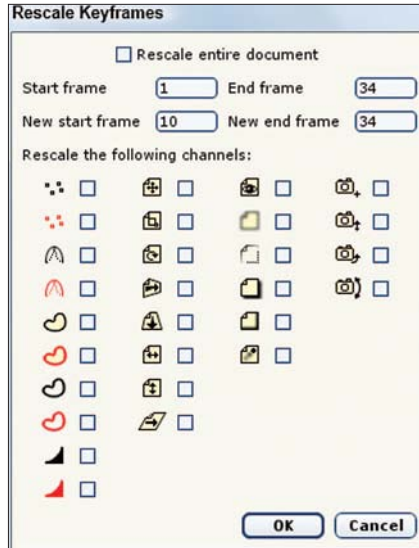 Rescale Keyframes
Rescale entire document
Start frame 1 End frame 34
New start frame 10 New end frame 34
Rescale the following channels:
OK Cancel